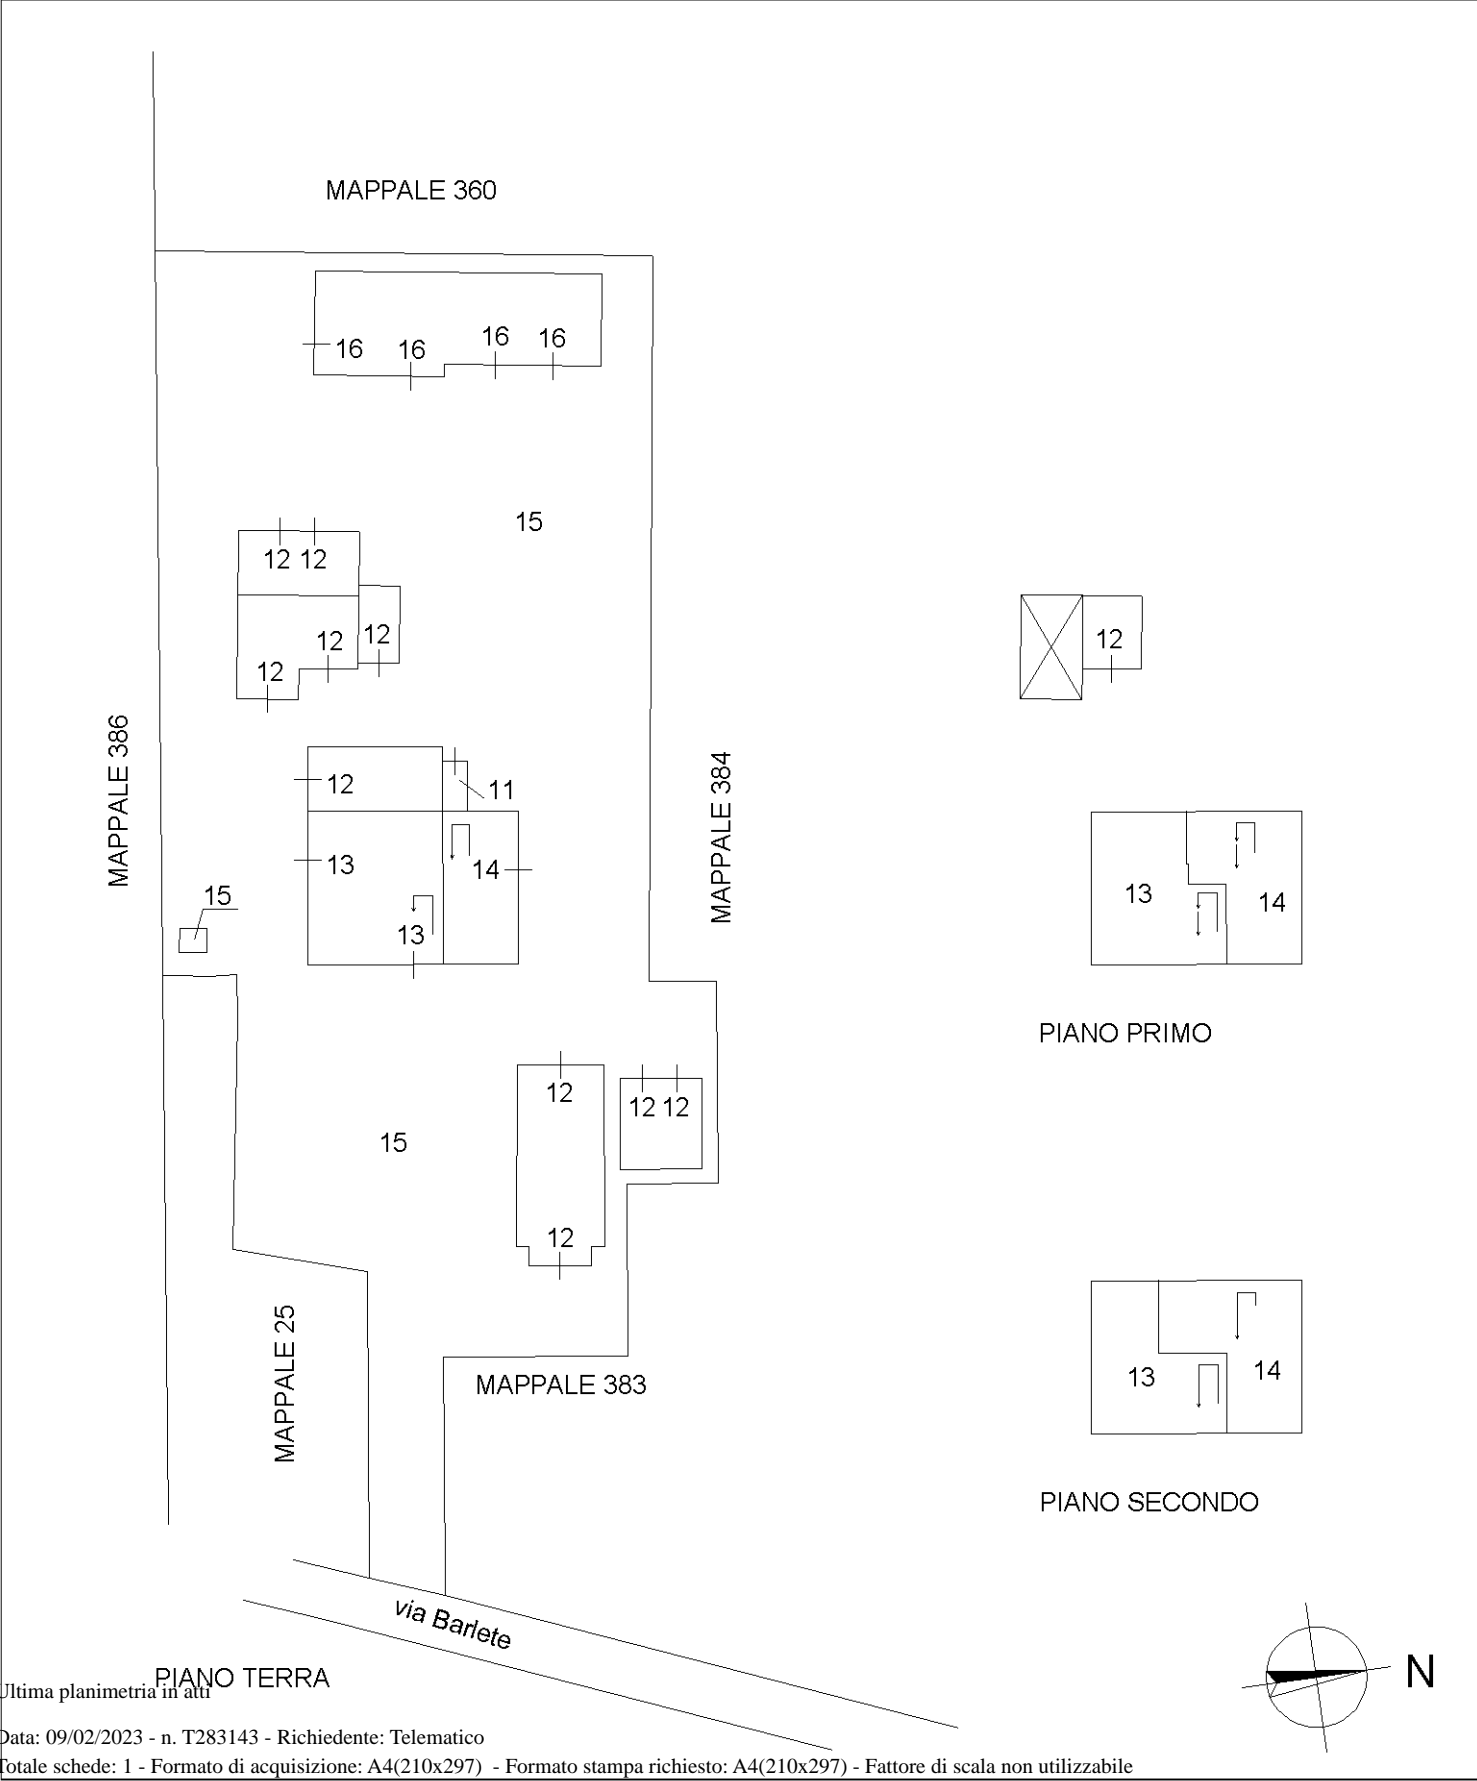 MAPPALE 360
16
16
16
16
15
12
12
12
12
12
12
MAPPALE 386
MAPPALE 384
12
11
13
14
13
15
13
14
PIANO PRIMO
12
12
12
15
12
MAPPALE 25
MAPPALE 383
13
14
PIANO SECONDO
via Barlete
N
PIANO TERRA
Ultima planimetria in atti
Data: 09/02/2023 - n. T283143 - Richiedente: Telematico
Totale schede: 1 - Formato di acquisizione: A4(210x297) - Formato stampa richiesto: A4(210x297) - Fattore di scala non utilizzabile